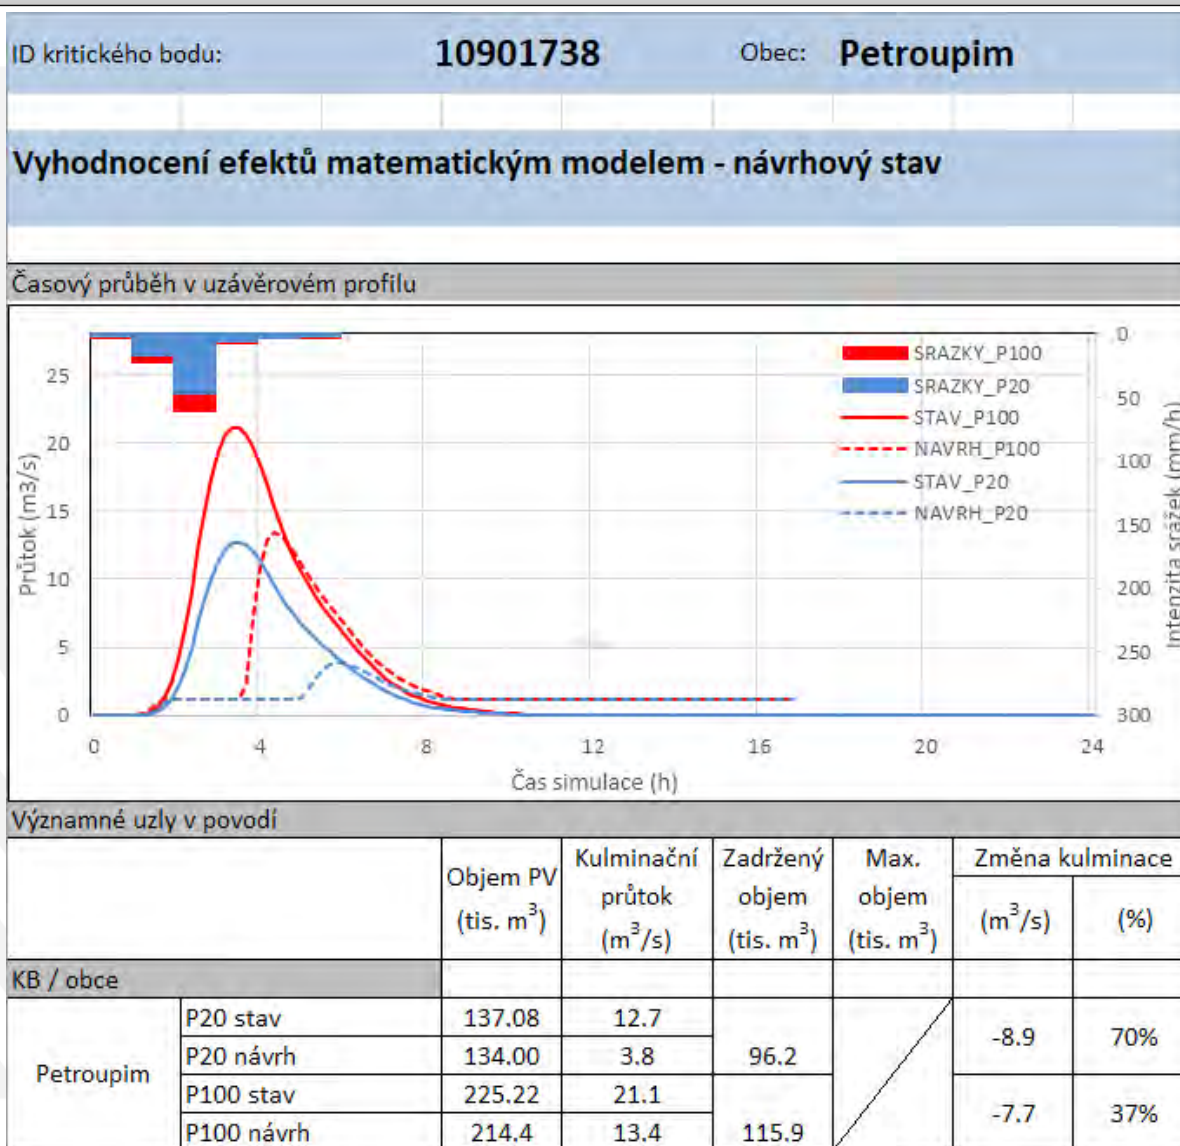 ID kritického bodu: 10901738 Obec: Petroupim
Vyhodnocení efektů matematickým modelem - návrhový stav
Časový průběh v uzávěrovém profilu
0
50
100
150
200
250
300
Intenzita srážek (mm/h)
25
20
15
10
5
0
Průtok (m3/s)
SRAZKY_P100
SRAZKY_P20
STAV_P100
NAVRH_P100
STAV_P20
NAVRH_P20
0 4 8 12 16 20 24
Čas simulace (h)
Významné uzly v povodí
Objem PV (tis. m³)
Kulminační průtok (m³/s)
Zadržený objem (tis. m³)
Max. objem (tis. m³)
Změna kulminace
(m³/s) (%)
KB / obce
Petroupim
P20 stav 137.08 12.7
P20 návrh 134.00 3.8 96.2
-8.9 70%
P100 stav 225.22 21.1
P100 návrh 214.4 13.4 115.9
-7.7 37%